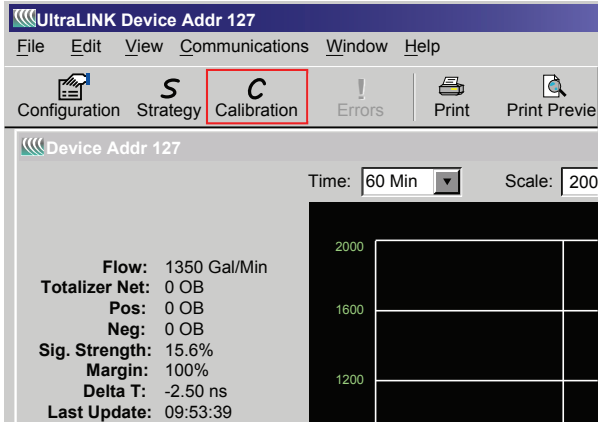 UltraLINK Device Addr 127
File Edit View Communications Window Help
S C !
Configuration Strategy Calibration Errors Print Print Previe
Device Addr 127
Time: 60 Min Scale: 200
2000
Flow: 1350 Gal/Min
Totalizer Net: 0 OB
Pos: 0 OB
1600
Neg: 0 OB
Sig. Strength: 15.6%
Margin: 100%
1200
Delta T: -2.50 ns
Last Update: 09:53:39